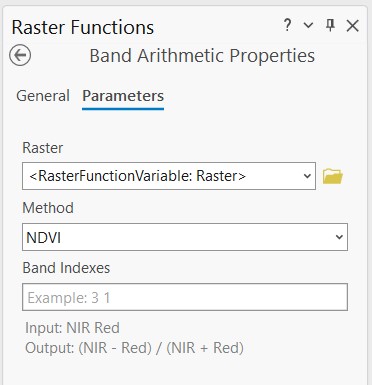 Raster Functions
Band Arithmetic Properties
General Parameters
Raster
<RasterFunctionVariable: Raster>
Method
NDVI
Band Indexes
Example: 3 1
Input: NIR Red
Output: (NIR - Red) / (NIR + Red)